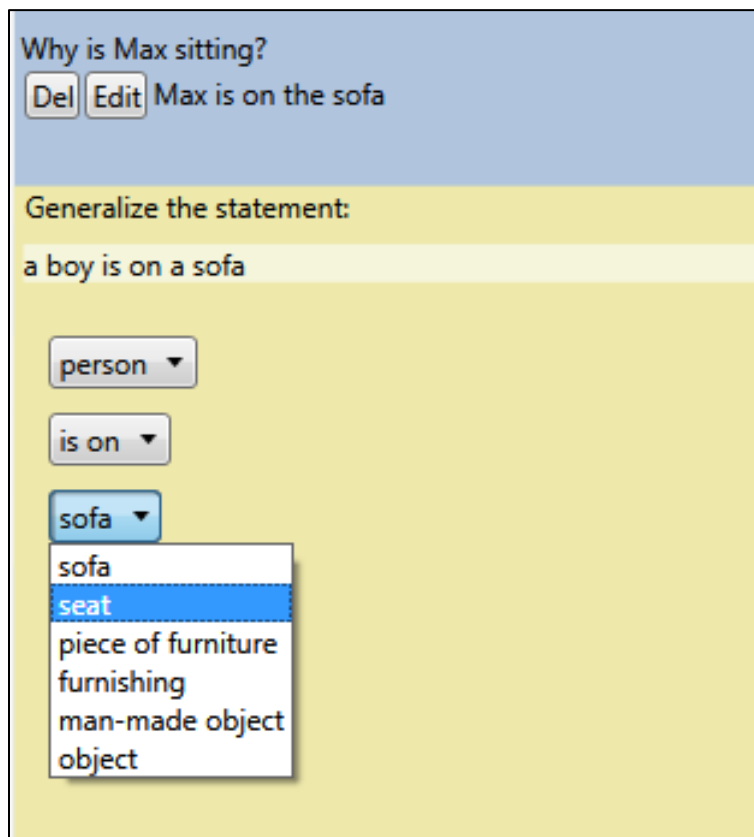 Why is Max sitting?
Del Edit Max is on the sofa
Generalize the statement:
a boy is on a sofa
person
is on
sofa
sofa
seat
piece of furniture
furnishing
man-made object
object